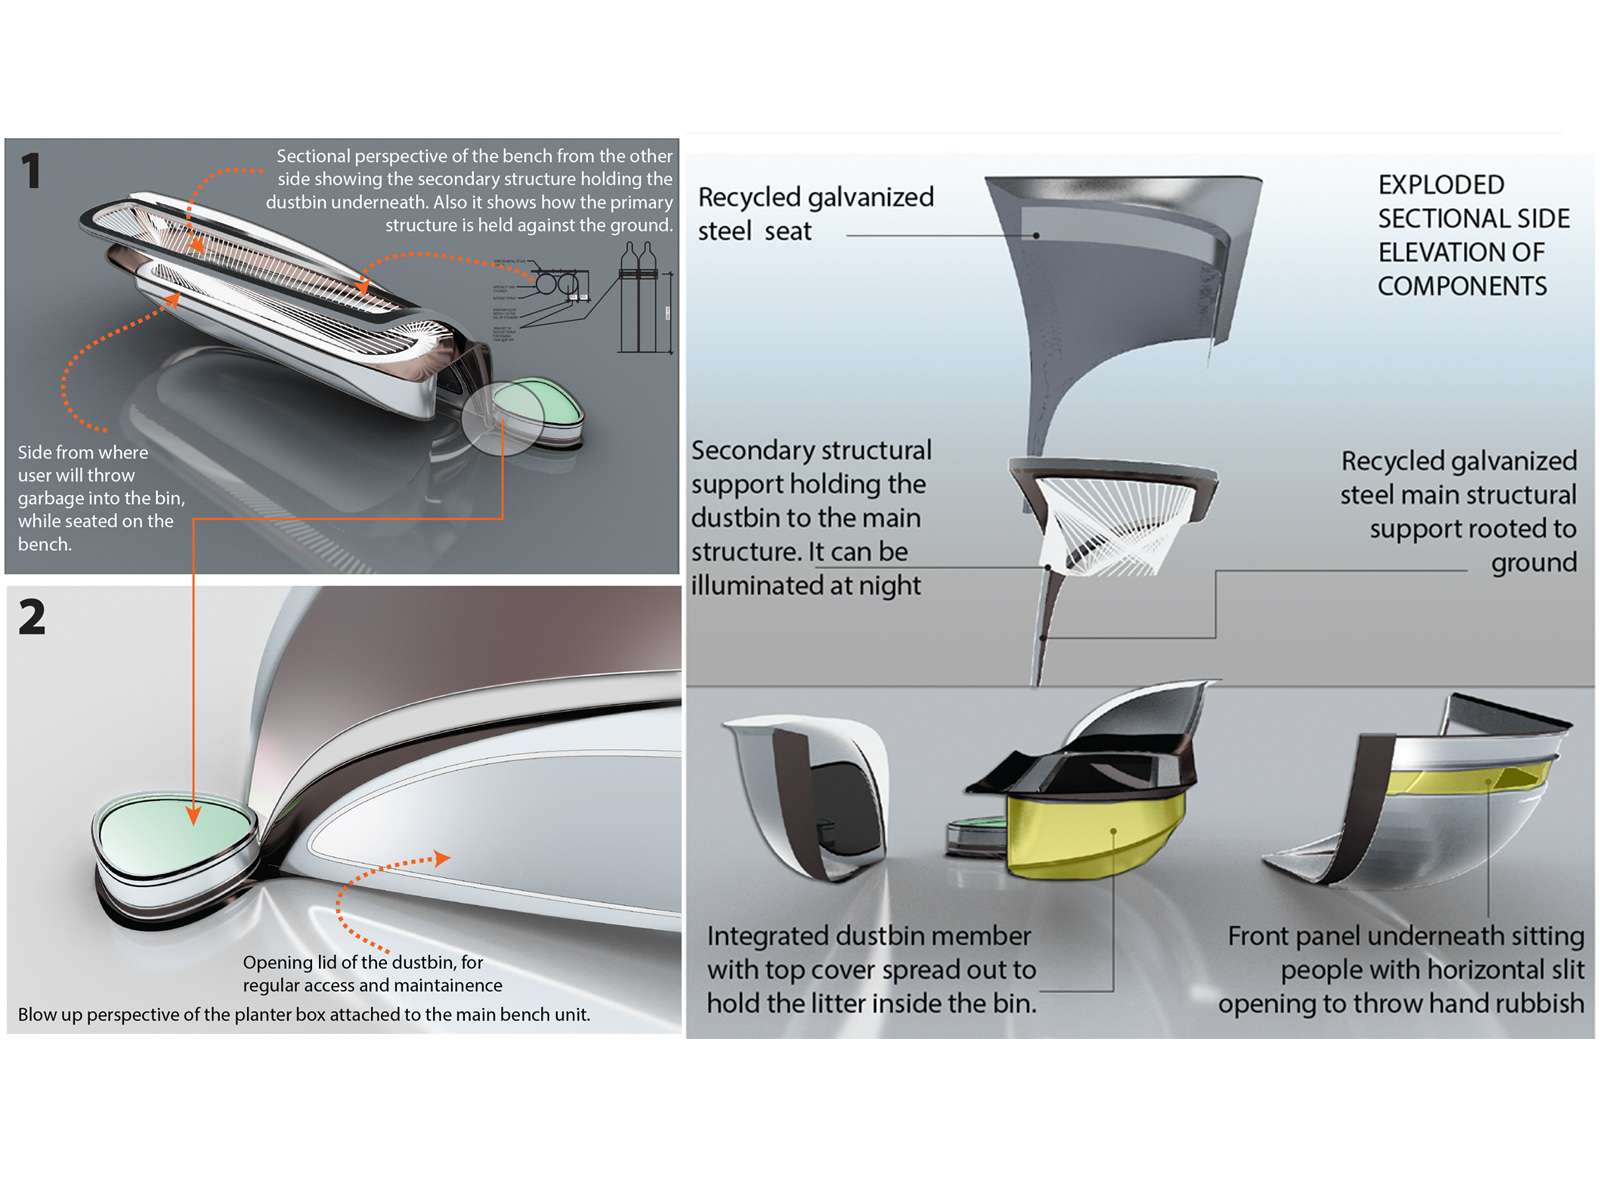 1
Sectional perspective of the bench from the other
side showing the secondary structure holding the
dustbin underneath. Also it shows how the primary
structure is held against the ground.
Side from where
user will throw
garbage into the bin,
while seated on the
bench.
2
Opening lid of the dustbin, for
regular access and maintainence
Blow up perspective of the planter box attached to the main bench unit.
EXPLODED
SECTIONAL SIDE
ELEVATION OF
COMPONENTS
Recycled galvanized
steel seat
Secondary structural
support holding the
dustbin to the main
structure. It can be
illuminated at night
Recycled galvanized
steel main structural
support rooted to
ground
Integrated dustbin member
with top cover spread out to
hold the litter inside the bin.
Front panel underneath sitting
people with horizontal slit
opening to throw hand rubbish